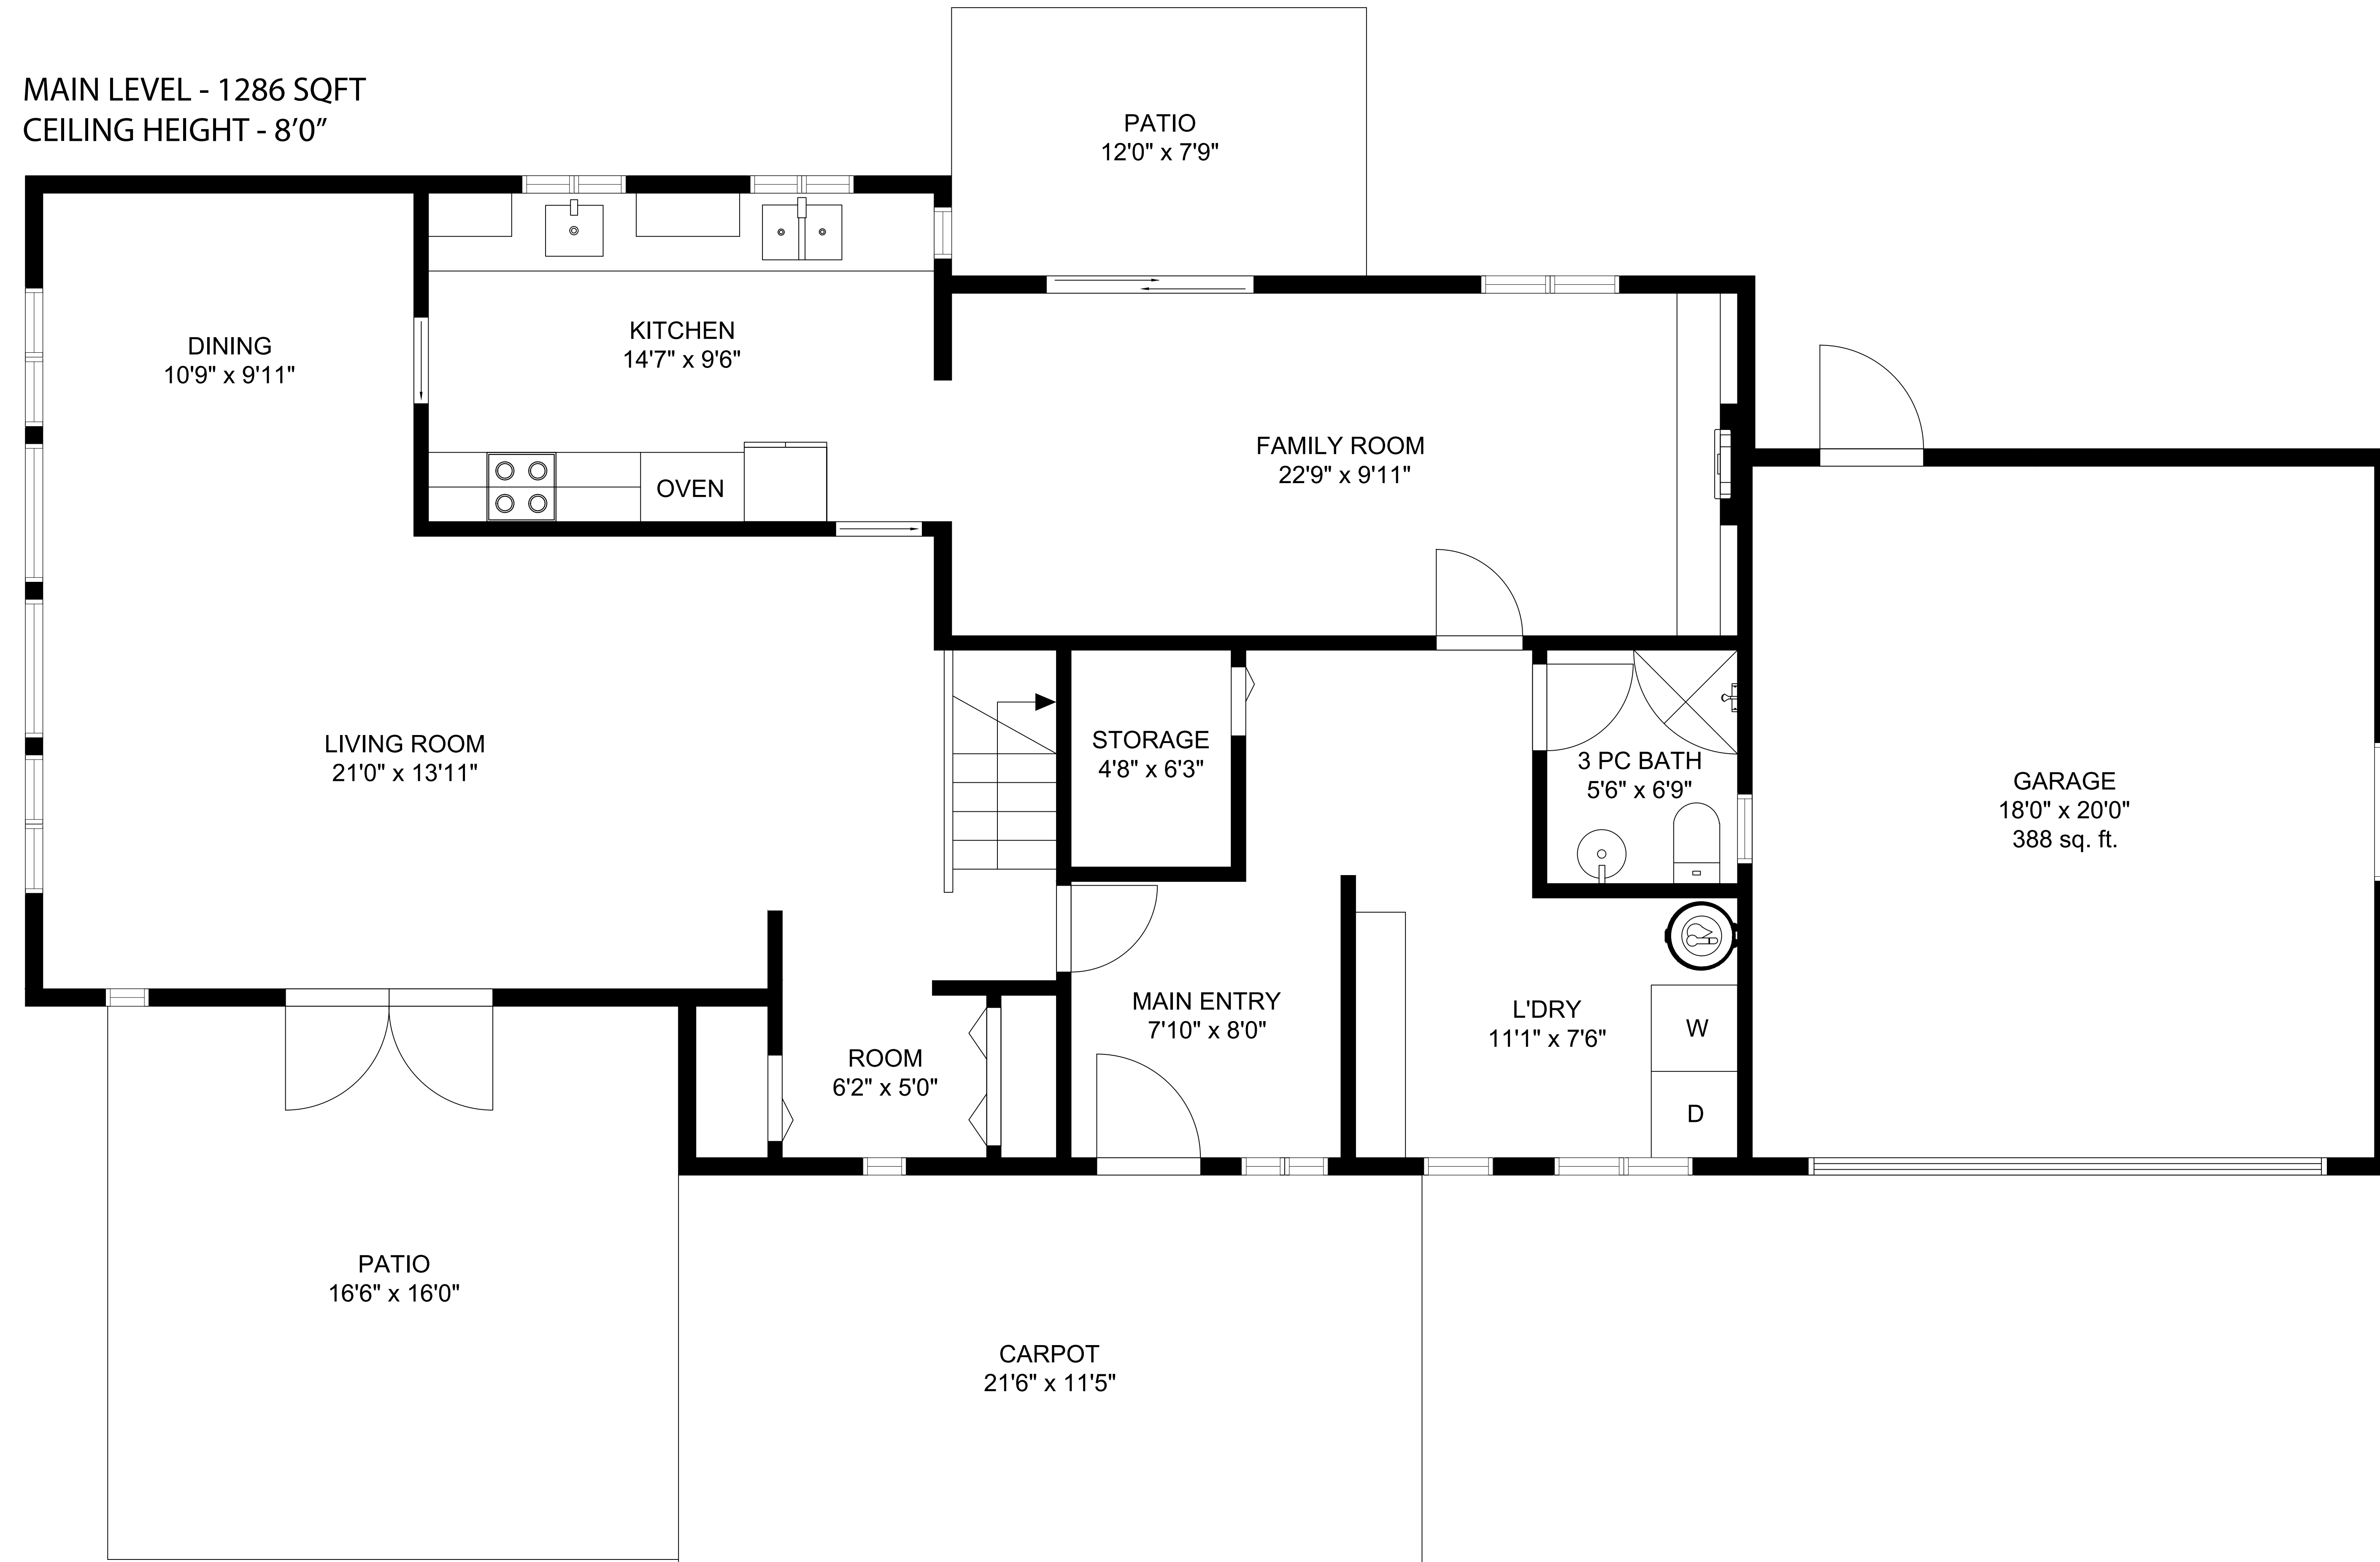 MAIN LEVEL - 1286 SQFT
CEILING HEIGHT - 8’0”
PATIO
12'0" x 7'9"
DINING
10'9" x 9'11"
KITCHEN
14'7" x 9'6"
OVEN
FAMILY ROOM
22'9" x 9'11"
LIVING ROOM
21'0" x 13'11"
STORAGE
4'8" x 6'3"
3 PC BATH
5'6" x 6'9"
GARAGE
18'0" x 20'0"
388 sq. ft.
ROOM
6'2" x 5'0"
MAIN ENTRY
7'10" x 8'0"
L'DRY
11'1" x 7'6"
W
D
PATIO
16'6" x 16'0"
CARPOT
21'6" x 11'5"